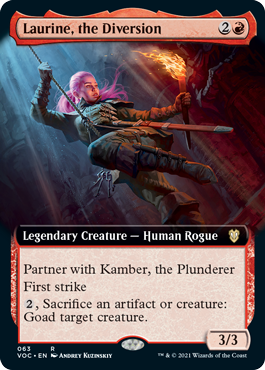 Laurine, the Diversion 2
Legendary Creature — Human Rogue
Partner with Kamber, the Plunderer
First strike
2, Sacrifice an artifact or creature:
Goad target creature.
3/3
063 R
VOC • EN Andrey Kuzinskiy ™ & © 2021 Wizards of the Coast